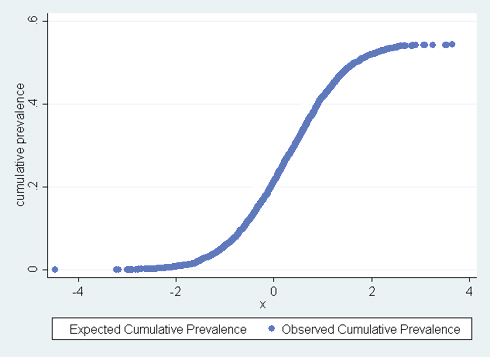 .6
.4
.2
0
cumulative prevalence
-4 -2 0 2 4
x
Expected Cumulative Prevalence Observed Cumulative Prevalence